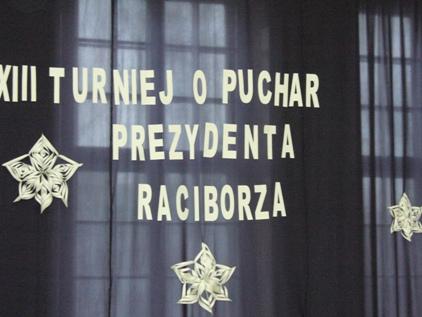 XIII TURNIEJ O PUCHAR
PREZYDENTA
RACIBORZA